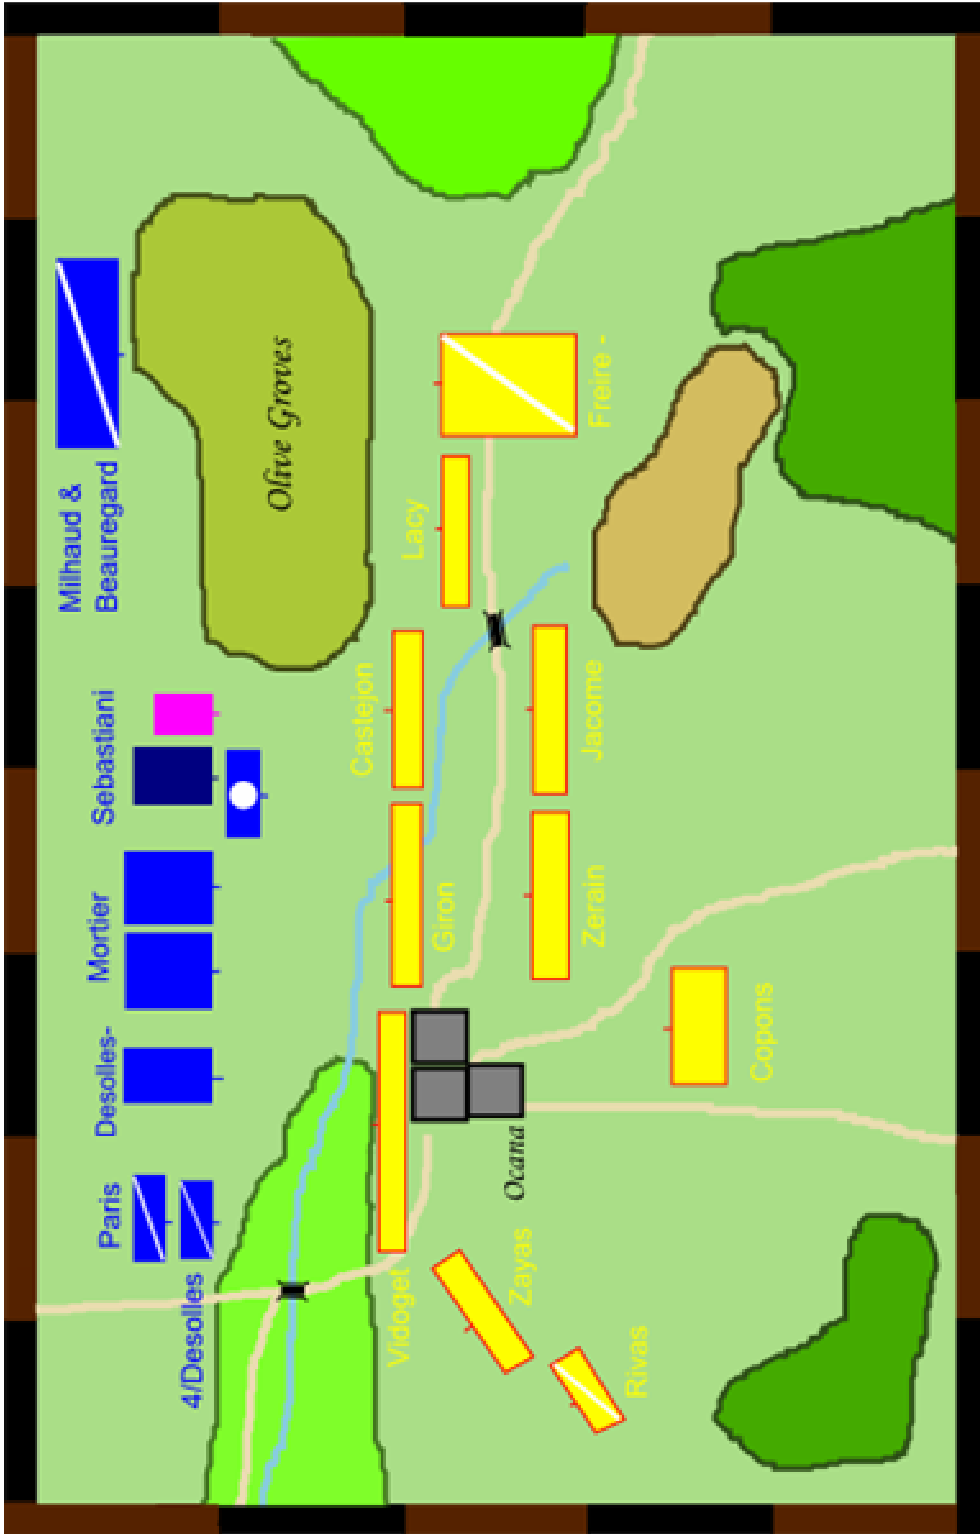 Milhaud &
Beauregard
Sebastiani
Mortier
Desolles-
Paris
4/Desolles
Olive Groves
Freire -
Lacy
Castejon
Jacome
Giron
Zerain
Copons
Ocana
Vidoget
Zayas
Rivas